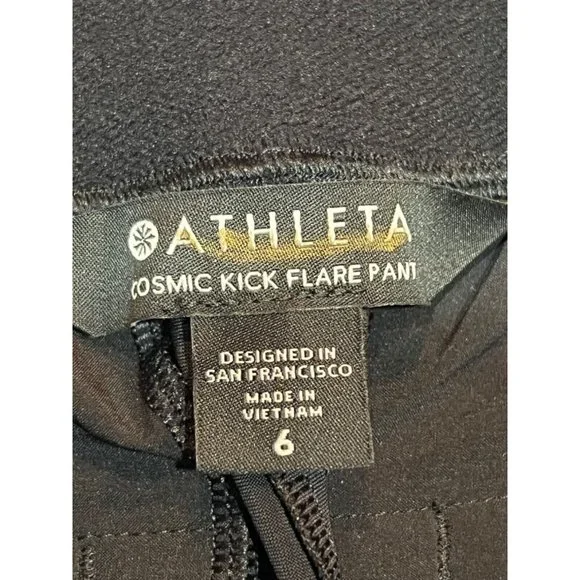 ATHLETA
COSMIC KICK FLARE PANT
DESIGNED IN
SAN FRANCISCO
MADE IN
VIETNAM
6